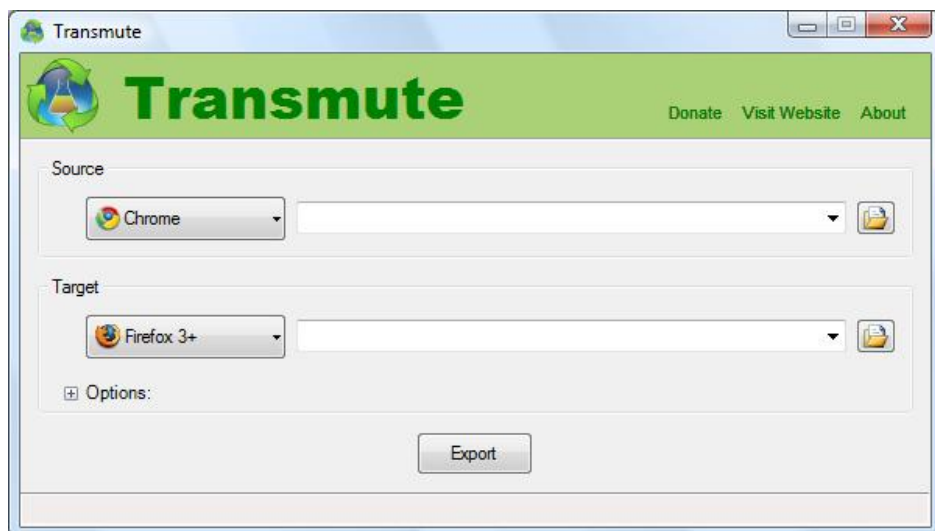 Transmute
Transmute
Donate Visit Website About
Source
Chrome
Target
Firefox 3+
Options:
Export